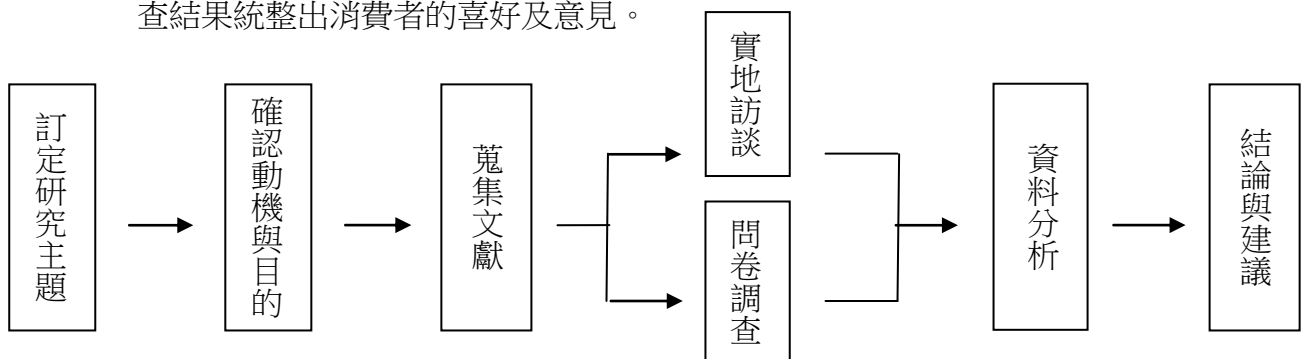 查結果統整出消費者的喜好及意見。
訂定研究主題
確認動機與目的
蒐集文獻
實地訪談
問卷調查
資料分析
結論與建議